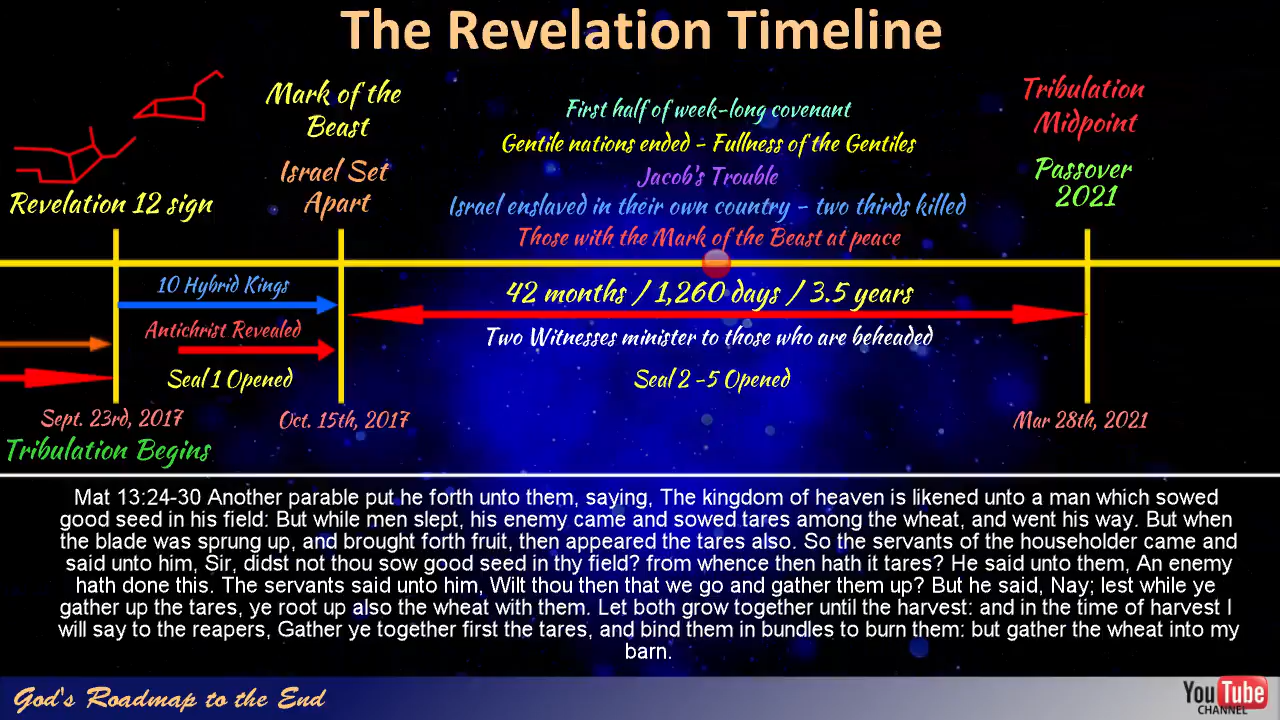 The Revelation Timeline
Mark of the
Beast
Israel Set
Apart
Revelation 12 sign
First half of week-long covenant
Gentile nations ended - Fullness of the Gentiles
Jacob's Trouble
Israel enslaved in their own country - two thirds killed
Those with the Mark of the Beast at peace
Tribulation
Midpoint
Passover
2021
10 Hybrid Kings
Antichrist Revealed
Seal 1 Opened
42 months / 1,260 days / 3.5 years
Two Witnesses minister to those who are beheaded
Seal 2 -5 Opened
Sept. 23rd, 2017
Tribulation Begins
Oct. 15th, 2017
Mar 28th, 2021
Mat 13:24-30 Another parable put he forth unto them, saying, The kingdom of heaven is likened unto a man which sowed
good seed in his field: But while men slept, his enemy came and sowed tares among the wheat, and went his way. But when
the blade was sprung up, and brought forth fruit, then appeared the tares also. So the servants of the householder came and
said unto him, Sir, didst not thou sow good seed in thy field? from whence then hath it tares? He said unto them, An enemy
hath done this. The servants said unto him, Wilt thou then that we go and gather them up? But he said, Nay; lest while ye
gather up the tares, ye root up also the wheat with them. Let both grow together until the harvest: and in the time of harvest I
will say to the reapers, Gather ye together first the tares, and bind them in bundles to burn them: but gather the wheat into my
barn.
God's Roadmap to the End
YouTube
CHANNEL